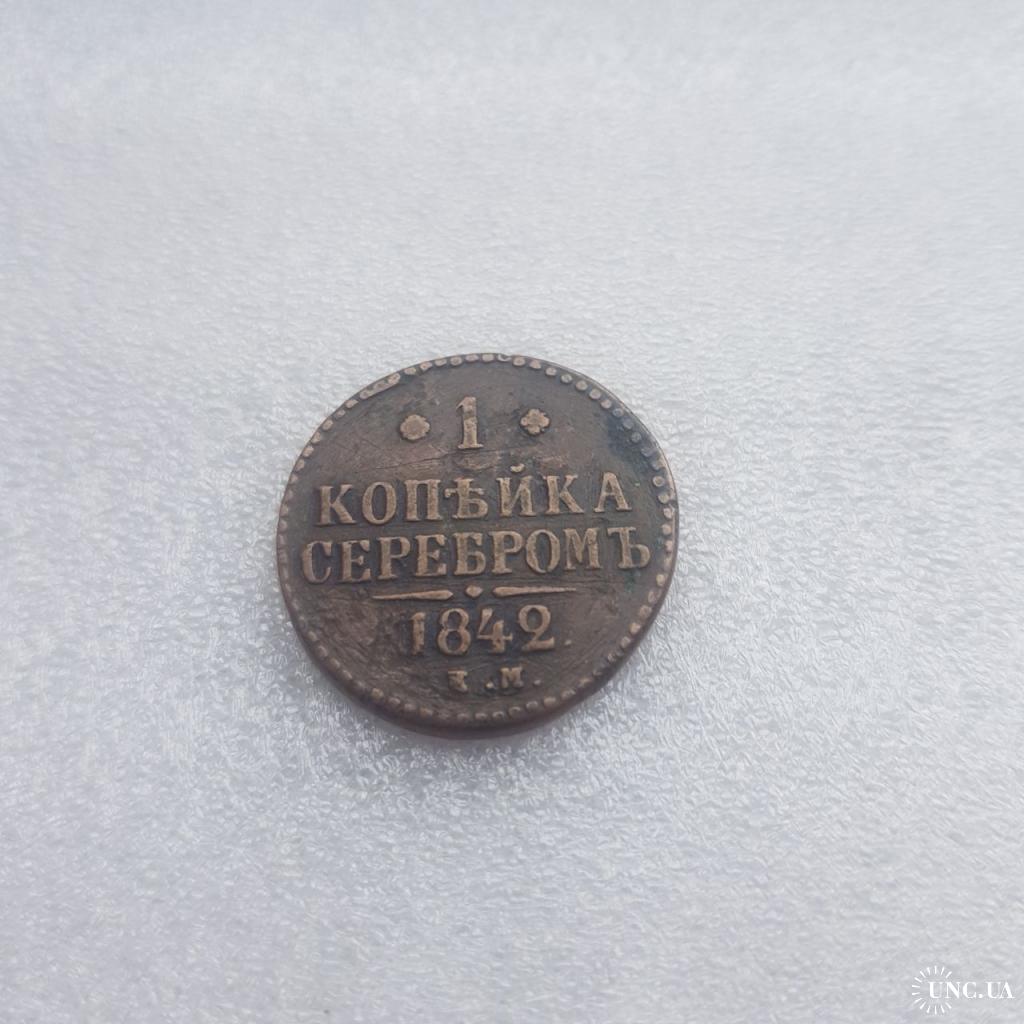 1
КОПѢЙКА
СЕРЕБРОМЪ
1842
Е.М.
UNC.UA